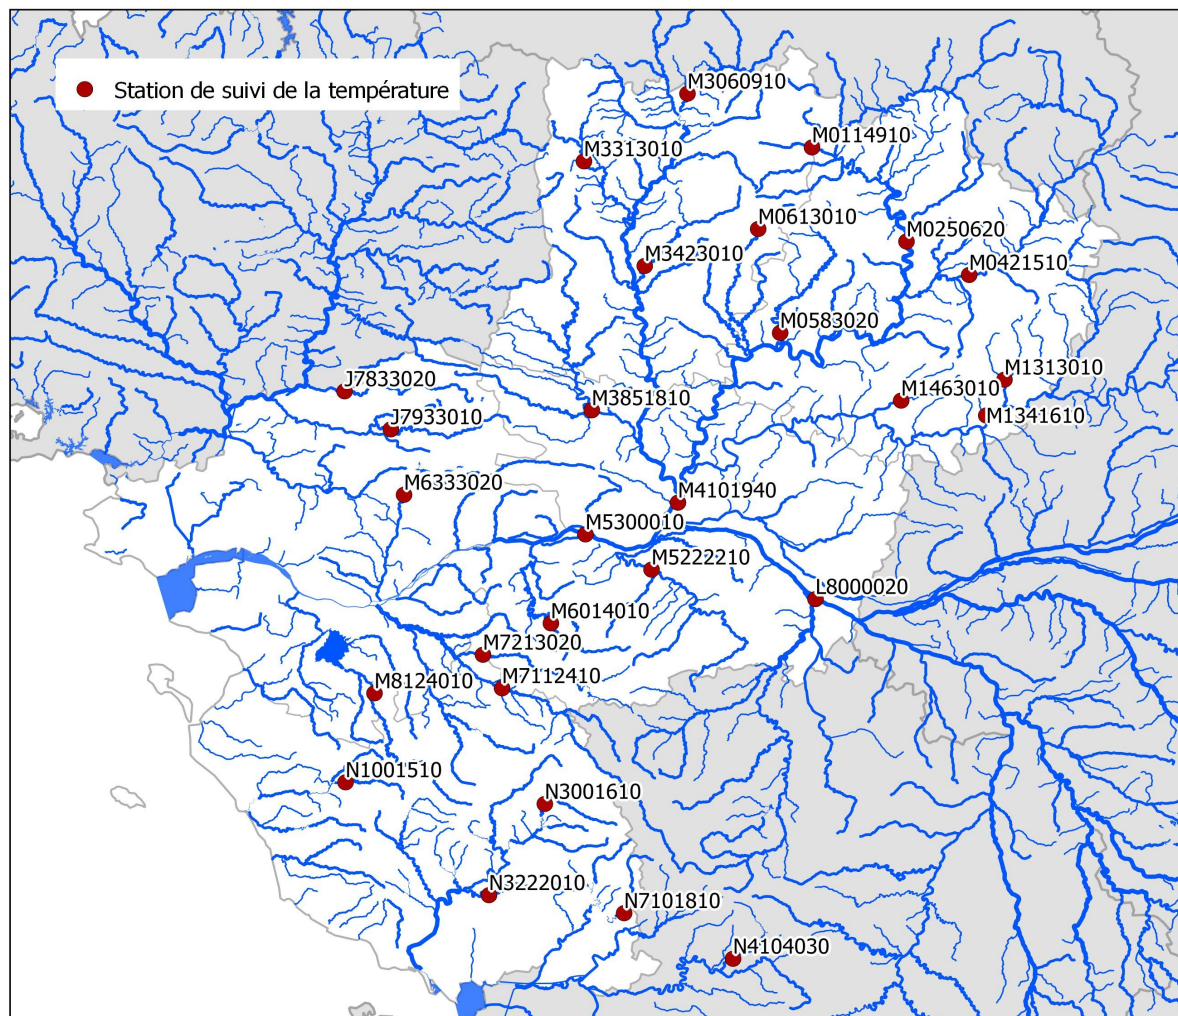 M3060910
Station de suivi de la température
M0114910
M3313010
M0613010
M0250620
M3423010
M0421510
M0583020
M1313010
J7833020
M1463010
M3851810
M1341610
J7933010
M6333020
M4101940
M5300010
M5222210
L8000020
M6014010
M7213020
M7112410
M8124010
N1001510
N3001610
N3222010
N7101810
N4104030